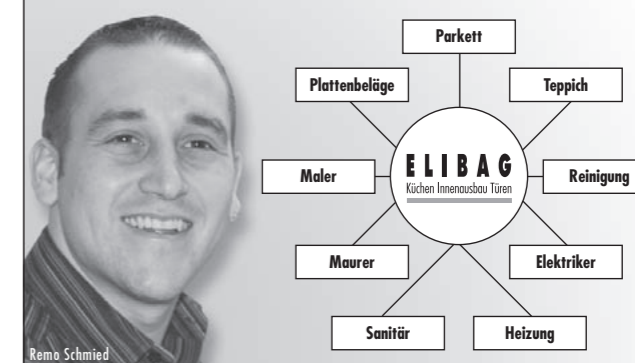 Parkett
Plattenbeläge
Teppich
ELIBAG
Küchen Innenausbau Türen
Maler
Reinigung
Maurer
Elektriker
Sanitär
Heizung
Remo Schmied